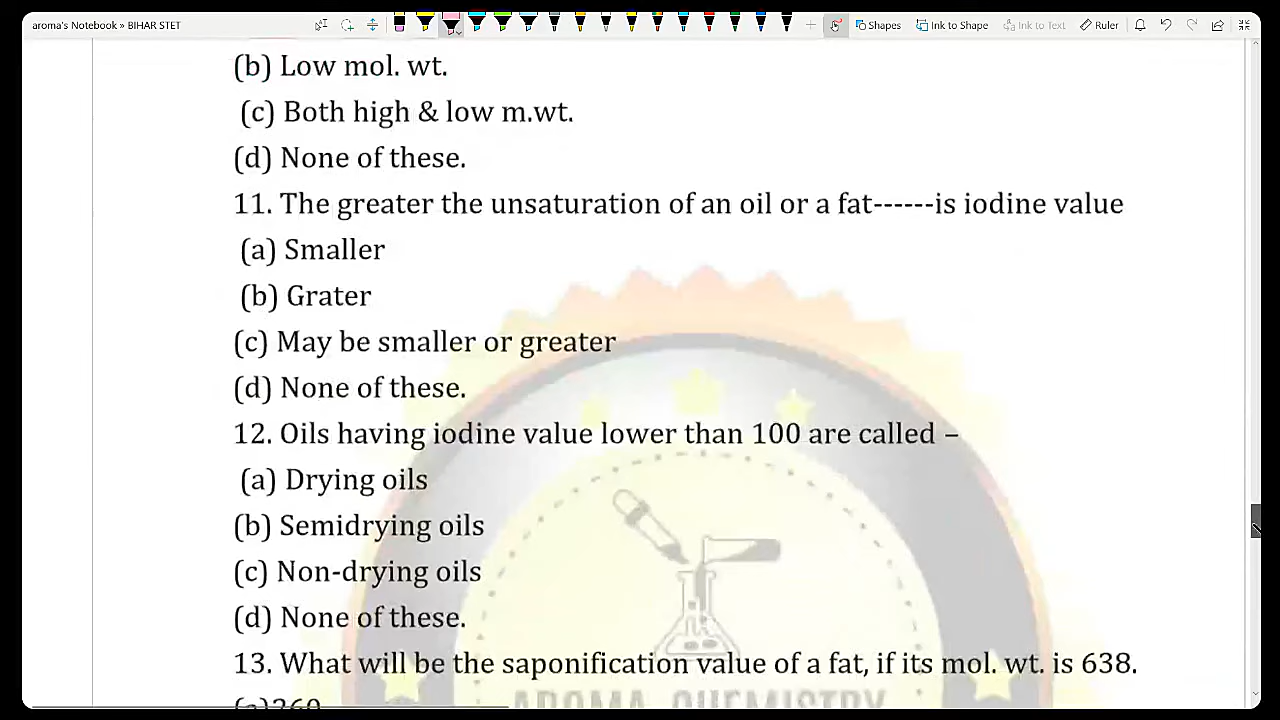 aroma's Notebook » BIHAR STET
Shapes
Ink to Shape
Ink to Text
Ruler
(b) Low mol. wt.
(c) Both high & low m.wt.
(d) None of these.
11. The greater the unsaturation of an oil or a fat------is iodine value
(a) Smaller
(b) Grater
(c) May be smaller or greater
(d) None of these.
12. Oils having iodine value lower than 100 are called –
(a) Drying oils
(b) Semidrying oils
(c) Non-drying oils
(d) None of these.
13. What will be the saponification value of a fat, if its mol. wt. is 638.
AROMA CHEMISTRY